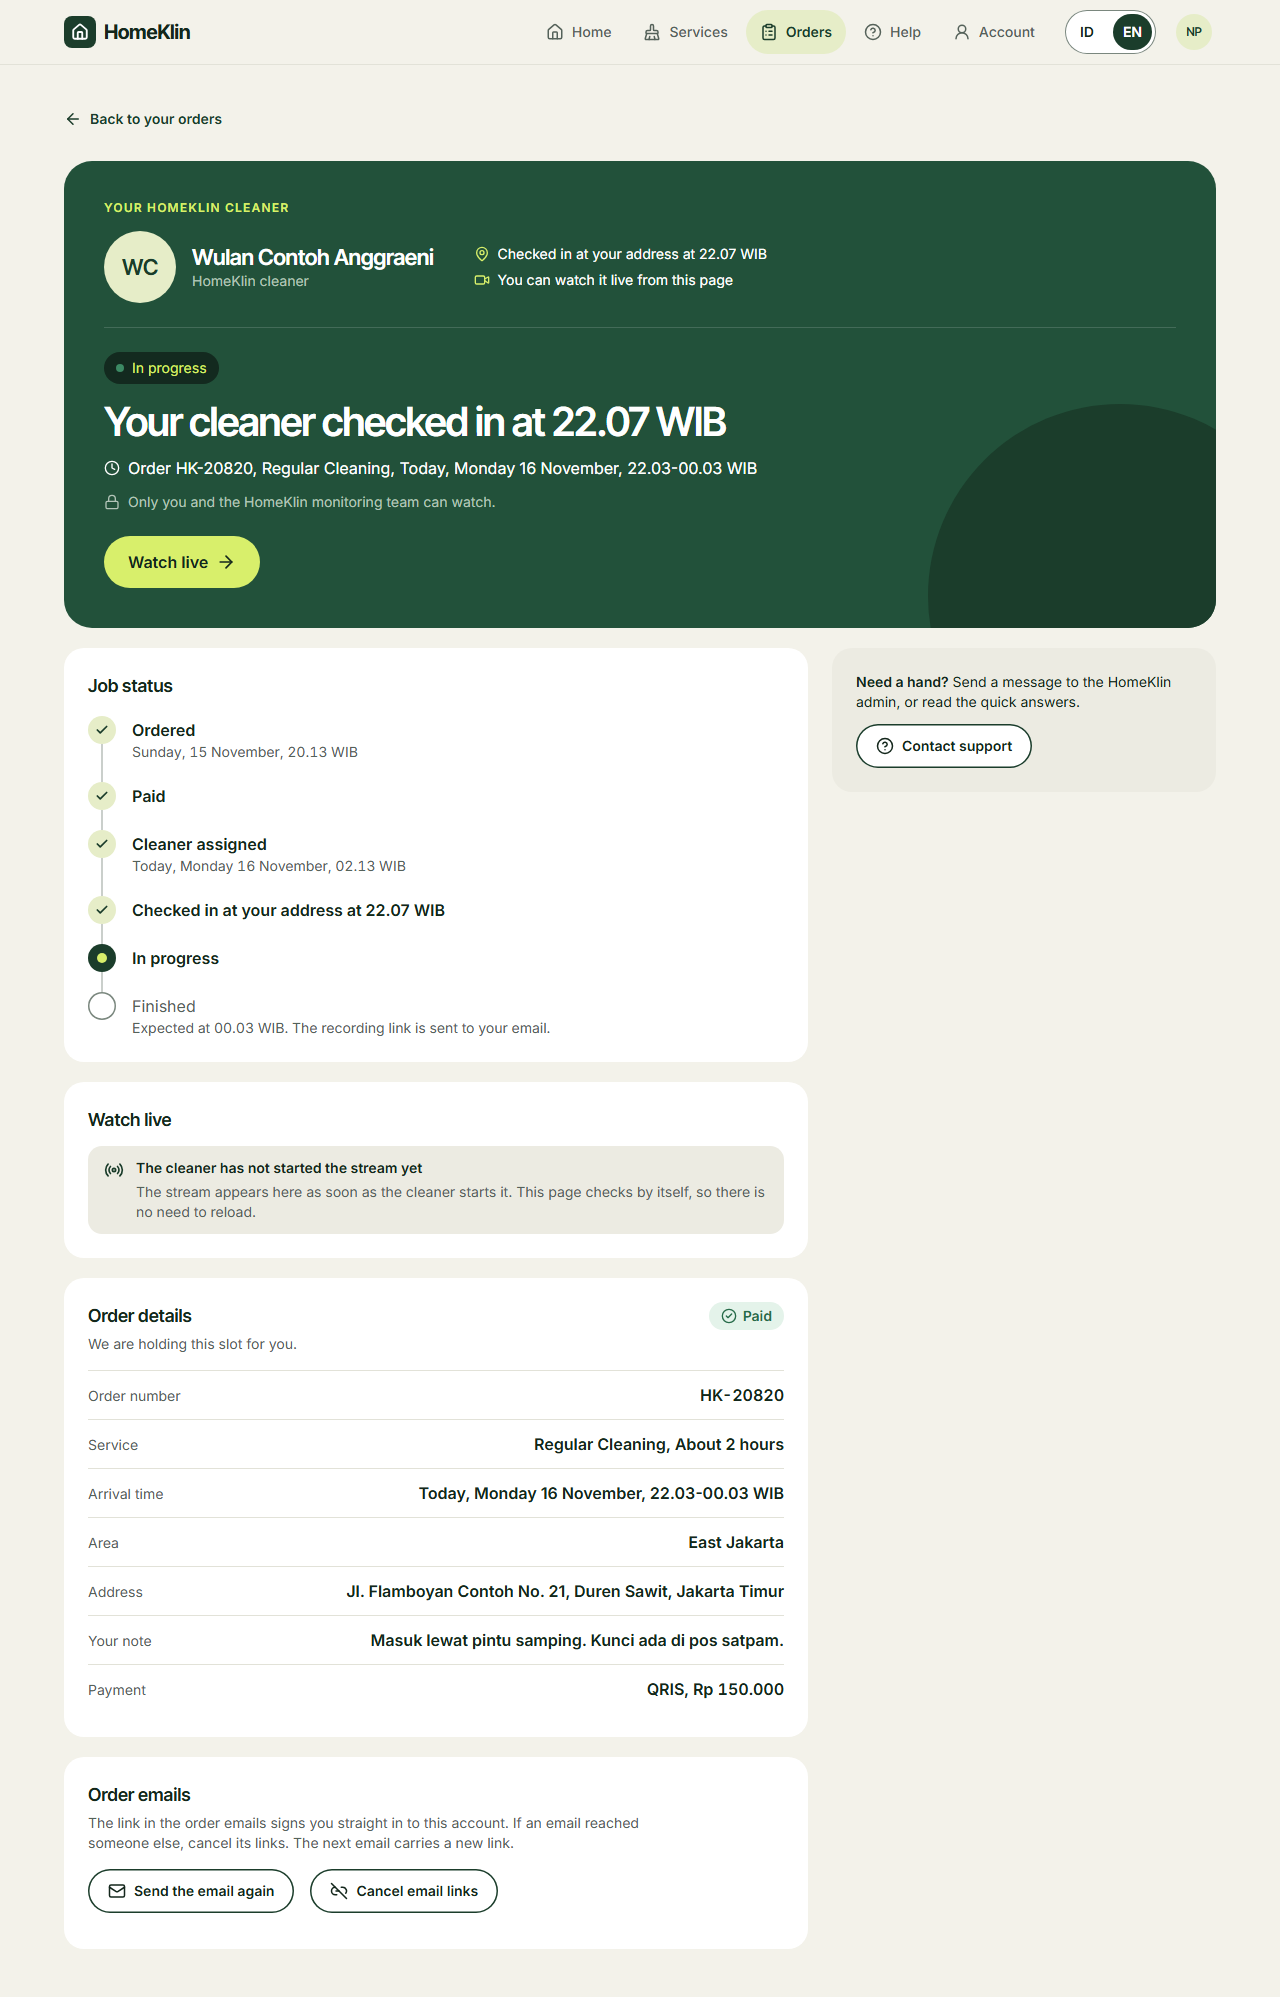 HomeKlin
Home
Services
Orders
Help
Account
ID
EN
NP
Back to your orders
YOUR HOMEKLIN CLEANER
WC
Wulan Contoh Anggraeni
HomeKlin cleaner
Checked in at your address at 22.07 WIB
You can watch it live from this page
In progress
Your cleaner checked in at 22.07 WIB
Order HK-20820, Regular Cleaning, Today, Monday 16 November, 22.03-00.03 WIB
Only you and the HomeKlin monitoring team can watch.
Watch live
Job status
Ordered
Sunday, 15 November, 20.13 WIB
Paid
Cleaner assigned
Today, Monday 16 November, 02.13 WIB
Checked in at your address at 22.07 WIB
In progress
Finished
Expected at 00.03 WIB. The recording link is sent to your email.
Need a hand? Send a message to the HomeKlin
admin, or read the quick answers.
Contact support
Watch live
The cleaner has not started the stream yet
The stream appears here as soon as the cleaner starts it. This page checks by itself, so there is
no need to reload.
Order details
Paid
We are holding this slot for you.
Order number
HK-20820
Service
Regular Cleaning, About 2 hours
Arrival time
Today, Monday 16 November, 22.03-00.03 WIB
Area
East Jakarta
Address
Jl. Flamboyan Contoh No. 21, Duren Sawit, Jakarta Timur
Your note
Masuk lewat pintu samping. Kunci ada di pos satpam.
Payment
QRIS, Rp 150.000
Order emails
The link in the order emails signs you straight in to this account. If an email reached
someone else, cancel its links. The next email carries a new link.
Send the email again
Cancel email links